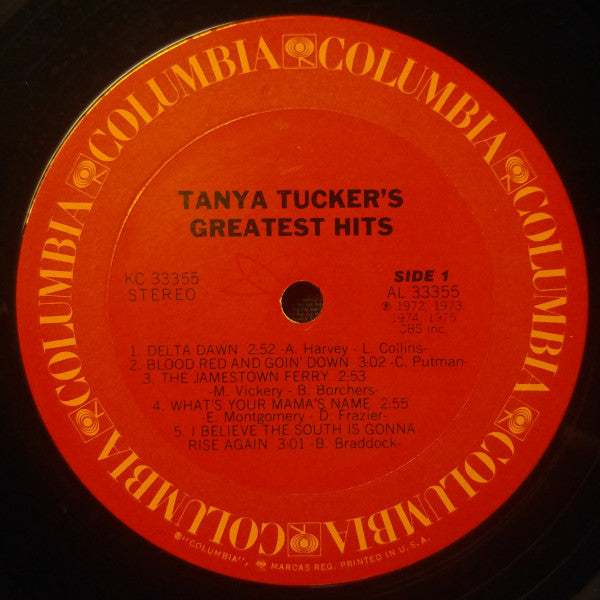 COLUMBIA COLUMBIA COLUMBIA COLUMBIA COLUMBIA COLUMBIA
TANYA TUCKER'S
GREATEST HITS
KC 33355
STEREO
SIDE 1
AL 33355
℗ 1972, 1973,
1974, 1975
CBS Inc.
1. DELTA DAWN 2:52 -A. Harvey - L. Collins-
2. BLOOD RED AND GOIN' DOWN 3:02 -C. Putman-
3. THE JAMESTOWN FERRY 2:53
-M. Vickery - B. Borchers-
4. WHAT'S YOUR MAMA'S NAME 2:55
-E. Montgomery - D. Frazier-
5. I BELIEVE THE SOUTH IS GONNA
RISE AGAIN 3:01 -B. Braddock-
®"COLUMBIA", MARCAS REG. PRINTED IN U.S.A.